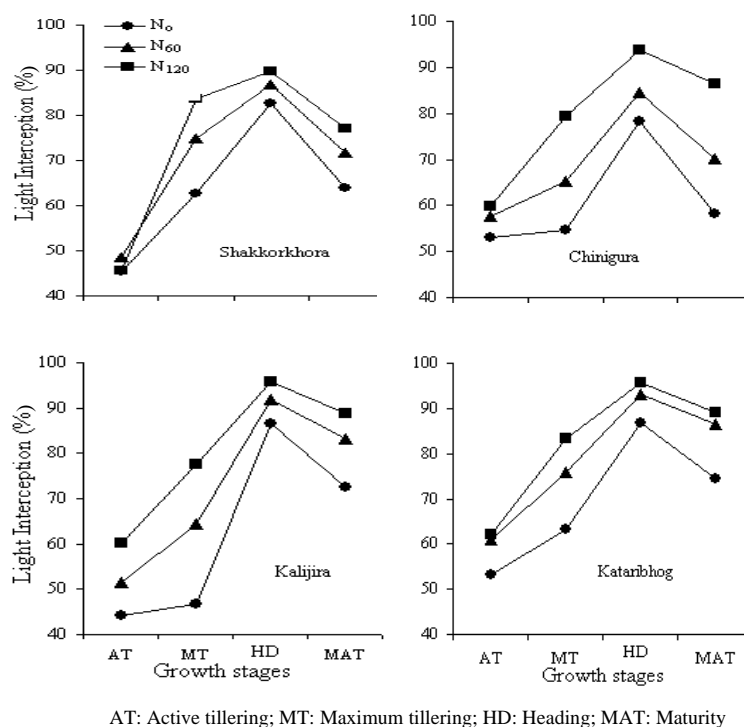 N₀
N₆₀
N₁₂₀
Light Interception (%)
100
90
80
70
60
50
40
Shakkorkhora
100
90
80
70
60
50
40
Chinigura
Light Interception (%)
100
90
80
70
60
50
40
Kalijira
AT MT HD MAT
Growth stages
100
90
80
70
60
50
40
Kataribhog
AT MT HD MAT
Growth stages
AT: Active tillering; MT: Maximum tillering; HD: Heading; MAT: Maturity